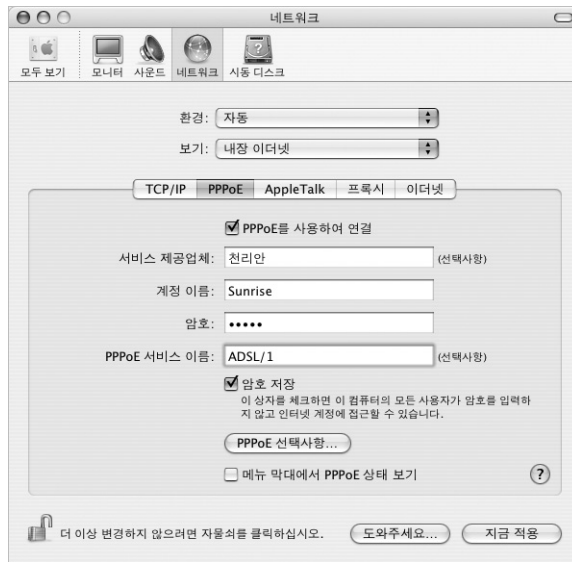 네트워크
모두 보기 모니터 사운드 네트워크 시동 디스크
환경: 자동
보기: 내장 이더넷
TCP/IP PPPoE AppleTalk 프록시 이더넷
PPPoE를 사용하여 연결
서비스 제공업체: 천리안 (선택사항)
계정 이름: Sunrise
암호: •••••
PPPoE 서비스 이름: ADSL/1 (선택사항)
암호 저장
이 상자를 체크하면 이 컴퓨터의 모든 사용자가 암호를 입력하
지 않고 인터넷 계정에 접근할 수 있습니다.
PPPoE 선택사항...
메뉴 막대에서 PPPoE 상태 보기 ?
더 이상 변경하지 않으려면 자물쇠를 클릭하십시오. 도와주세요... 지금 적용